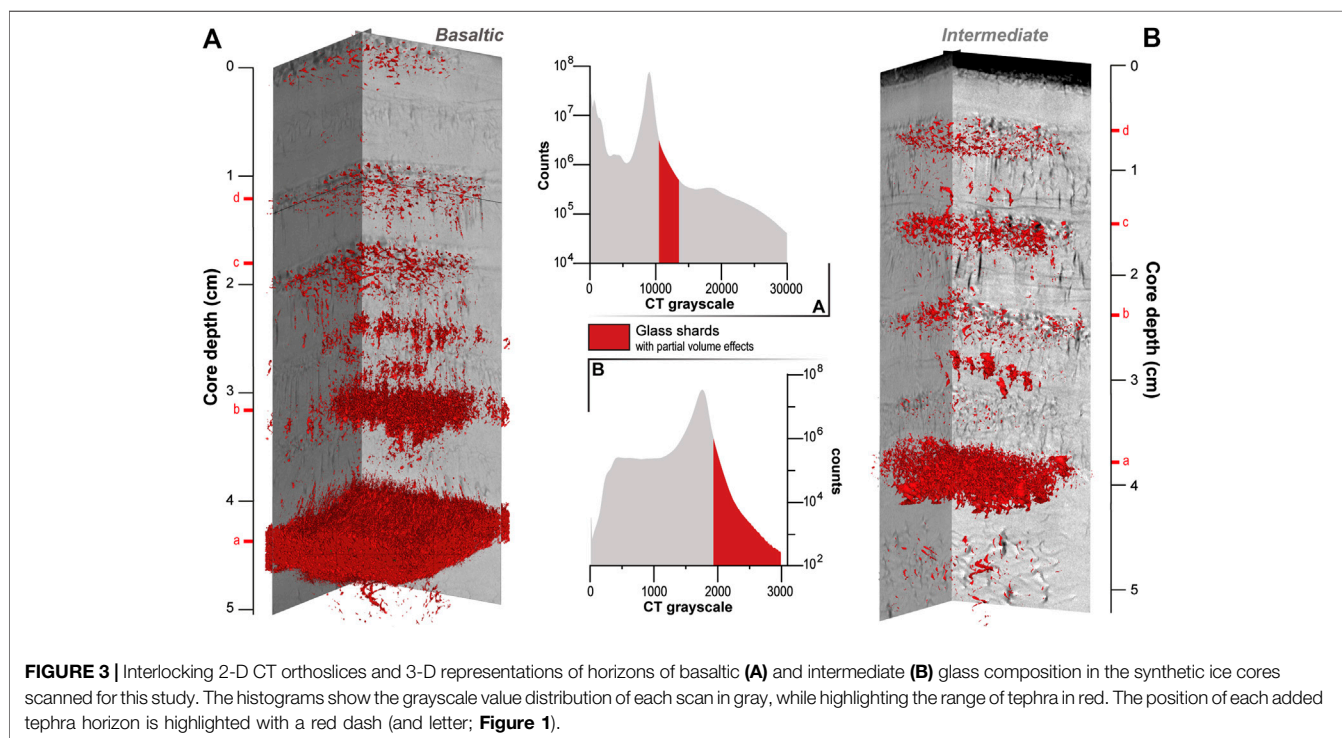 A
Basaltic
0
1
d
c
2
3
b
4
a
5
Core depth (cm)
10⁸
10⁷
10⁶
10⁵
10⁴
Counts
0 10000 20000 30000
CT grayscale
A
Glass shards
with partial volume effects
B
10⁸
10⁶
10⁴
10²
counts
0 1000 2000 3000
CT grayscale
Intermediate
B
0
d
1
c
2
b
3
a
4
5
Core depth (cm)
FIGURE 3 | Interlocking 2-D CT orthoslices and 3-D representations of horizons of basaltic (A) and intermediate (B) glass composition in the synthetic ice cores
scanned for this study. The histograms show the grayscale value distribution of each scan in gray, while highlighting the range of tephra in red. The position of each added
tephra horizon is highlighted with a red dash (and letter; Figure 1).